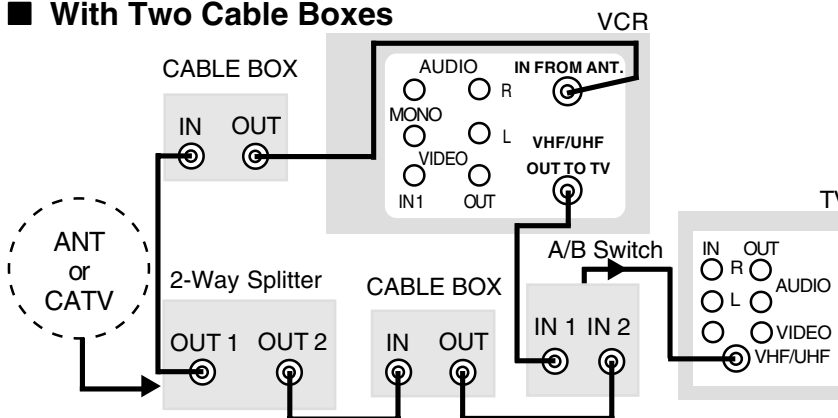 ■ With Two Cable Boxes
VCR
CABLE BOX
IN OUT
AUDIO
R
MONO
L
VIDEO
IN1 OUT
IN FROM ANT.
VHF/UHF
OUT TO TV
ANT
or
CATV
2-Way Splitter
OUT 1 OUT 2
CABLE BOX
IN OUT
A/B Switch
IN 1 IN 2
TV
IN OUT
R AUDIO
L
VIDEO
VHF/UHF